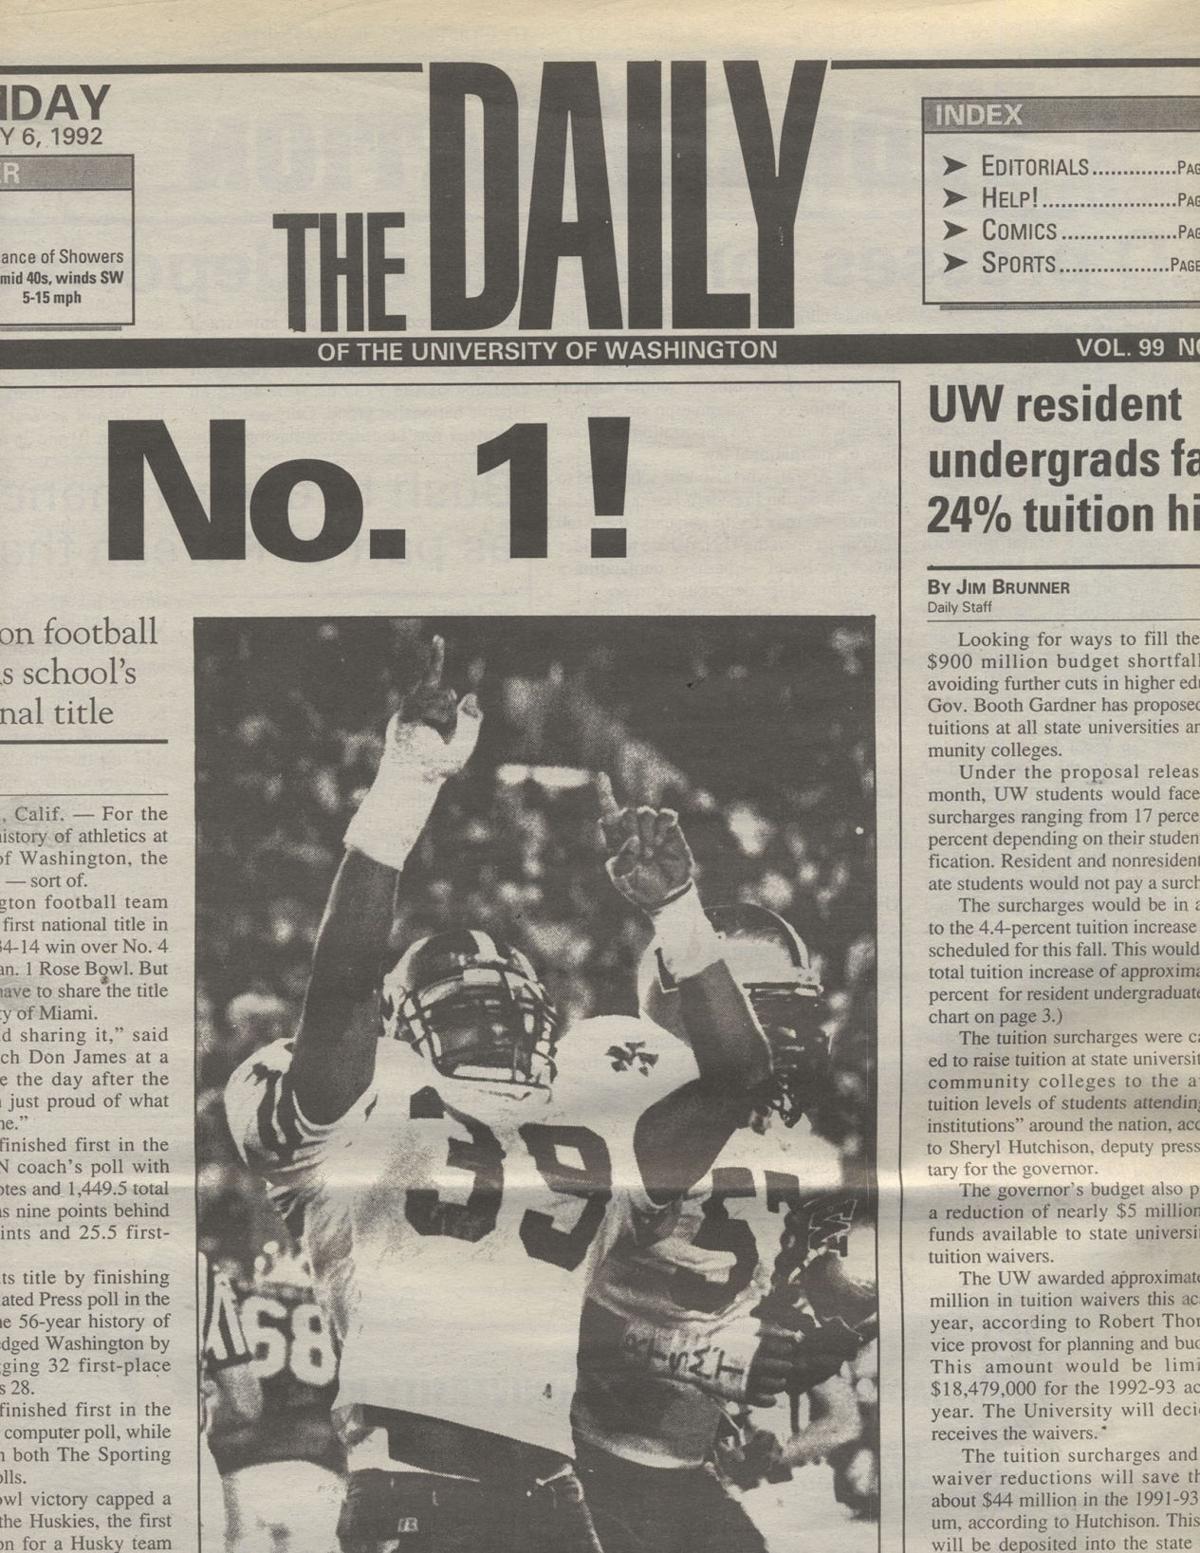 NDAY
Y 6, 1992
ER
ance of Showers
mid 40s, winds SW
5-15 mph
THE DAILY
INDEX
➤ EDITORIALS..............PAG
➤ HELP!......................PAG
➤ COMICS...................PAG
➤ SPORTS..................PAGE
OF THE UNIVERSITY OF WASHINGTON
VOL. 99 NO
No. 1!
on football
s school's
nal title
, Calif. — For the
history of athletics at
of Washington, the
— sort of.
gton football team
first national title in
34-14 win over No. 4
an. 1 Rose Bowl. But
have to share the title
ty of Miami.
d sharing it,” said
ch Don James at a
e the day after the
just proud of what
ne.”
finished first in the
N coach's poll with
otes and 1,449.5 total
as nine points behind
ints and 25.5 first-
ts title by finishing
ated Press poll in the
he 56-year history of
edged Washington by
ging 32 first-place
s 28.
finished first in the
computer poll, while
n both The Sporting
olls.
owl victory capped a
the Huskies, the first
on for a Husky team
39
57
68
UW resident
undergrads fa
24% tuition hi
BY JIM BRUNNER
Daily Staff
Looking for ways to fill the
$900 million budget shortfall
avoiding further cuts in higher edu
Gov. Booth Gardner has proposed
tuitions at all state universities an
munity colleges.
Under the proposal releas
month, UW students would face
surcharges ranging from 17 perce
percent depending on their studen
fication. Resident and nonresident
ate students would not pay a surch
The surcharges would be in a
to the 4.4-percent tuition increase
scheduled for this fall. This would
total tuition increase of approxima
percent for resident undergraduate
chart on page 3.)
The tuition surcharges were ca
ed to raise tuition at state universit
community colleges to the a
tuition levels of students attending
institutions” around the nation, acc
to Sheryl Hutchison, deputy press
tary for the governor.
The governor's budget also p
a reduction of nearly $5 million
funds available to state universi
tuition waivers.
The UW awarded approximate
million in tuition waivers this ac
year, according to Robert Thor
vice provost for planning and bud
This amount would be limi
$18,479,000 for the 1992-93 ac
year. The University will deci
receives the waivers.
The tuition surcharges and
waiver reductions will save th
about $44 million in the 1991-93
um, according to Hutchison. This
will be deposited into the state